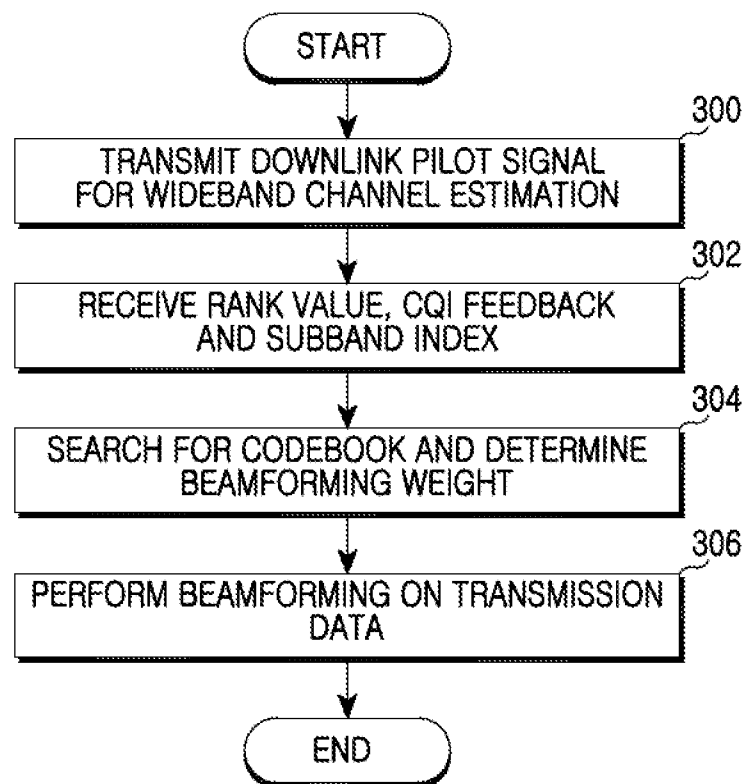 START
300
TRANSMIT DOWNLINK PILOT SIGNAL
FOR WIDEBAND CHANNEL ESTIMATION
302
RECEIVE RANK VALUE, CQI FEEDBACK
AND SUBBAND INDEX
304
SEARCH FOR CODEBOOK AND DETERMINE
BEAMFORMING WEIGHT
306
PERFORM BEAMFORMING ON TRANSMISSION
DATA
END